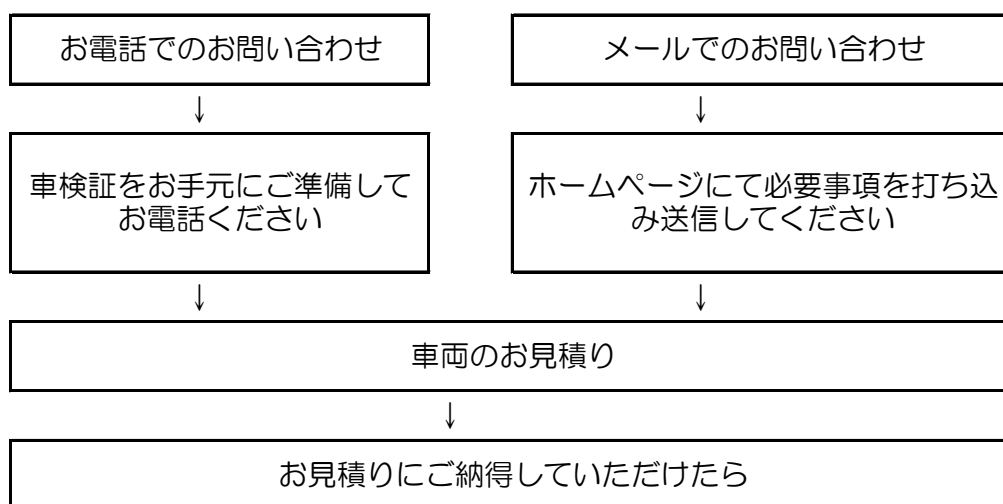 お電話でのお問い合わせ
メールでのお問い合わせ
↓
↓
車検証をお手元にご準備して
お電話ください
ホームページにて必要事項を打ち込
み送信してください
↓
↓
車両のお見積り
↓
お見積りにご納得していただけたら